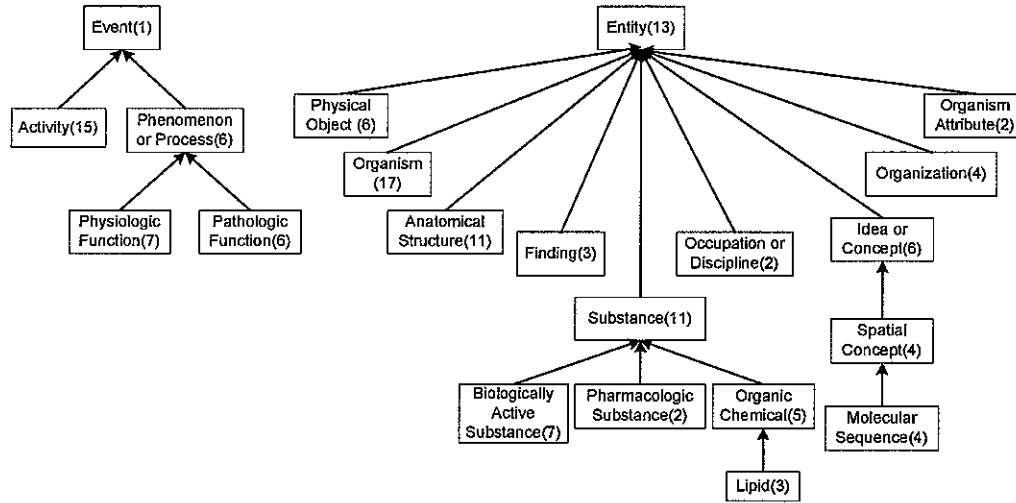 Event(1)
Entity(13)
Activity(15)
Phenomenon
or Process(6)
Physiologic
Function(7)
Pathologic
Function(6)
Physical
Object (6)
Organism
Attribute(2)
Organism
(17)
Organization(4)
Anatomical
Structure(11)
Finding(3)
Occupation or
Discipline(2)
Idea or
Concept(6)
Substance(11)
Spatial
Concept(4)
Biologically
Active
Substance(7)
Pharmacologic
Substance(2)
Organic
Chemical(5)
Molecular
Sequence(4)
Lipid(3)